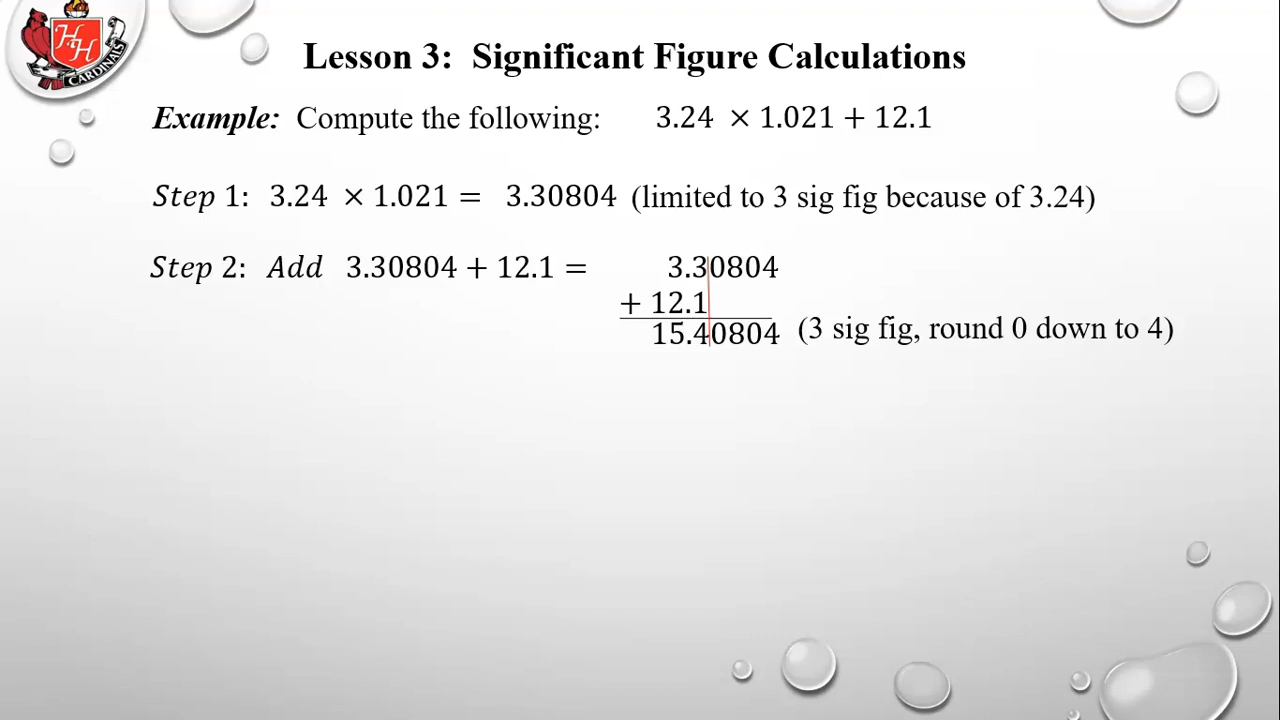 HH
CARDINALS
Lesson 3: Significant Figure Calculations
Example: Compute the following: 3.24 × 1.021 + 12.1
Step 1: 3.24 × 1.021 = 3.30804 (limited to 3 sig fig because of 3.24)
Step 2: Add 3.30804 + 12.1 = 3.30804
+ 12.1
15.40804 (3 sig fig, round 0 down to 4)